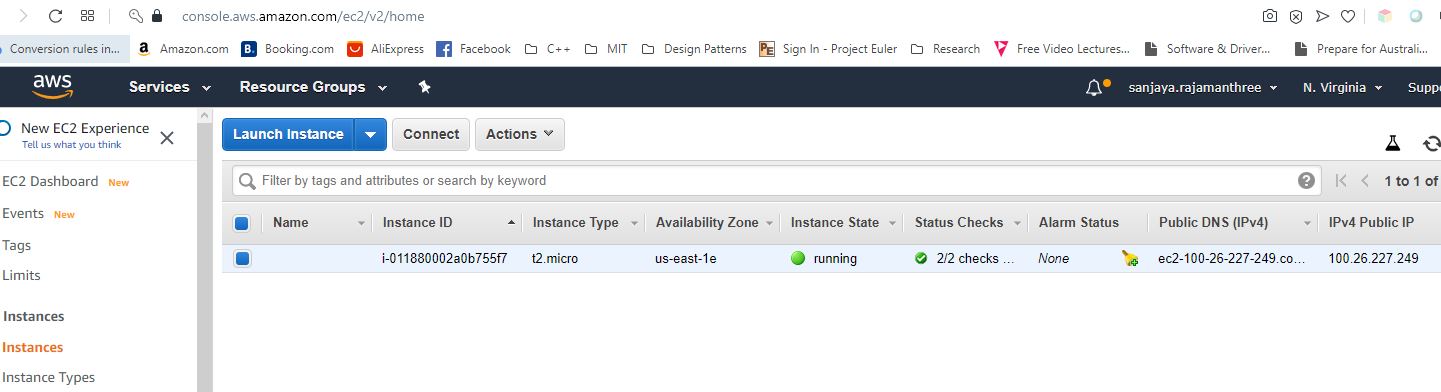 console.aws.amazon.com/ec2/v2/home
Conversion rules in... Amazon.com Booking.com AliExpress Facebook C++ MIT Design Patterns Sign In - Project Euler Research Free Video Lectures... Software & Driver... Prepare for Australi...
aws Services Resource Groups sanjaya.rajamanthree N. Virginia Suppo
New EC2 Experience
Tell us what you think
Launch Instance Connect Actions
Filter by tags and attributes or search by keyword 1 to 1 of
EC2 Dashboard New
Events New
Tags
Limits
Instances
Instances
Instance Types
Name Instance ID Instance Type Availability Zone Instance State Status Checks Alarm Status Public DNS (IPv4) IPv4 Public IP
i-011880002a0b755f7 t2.micro us-east-1e running 2/2 checks ... None ec2-100-26-227-249.co... 100.26.227.249